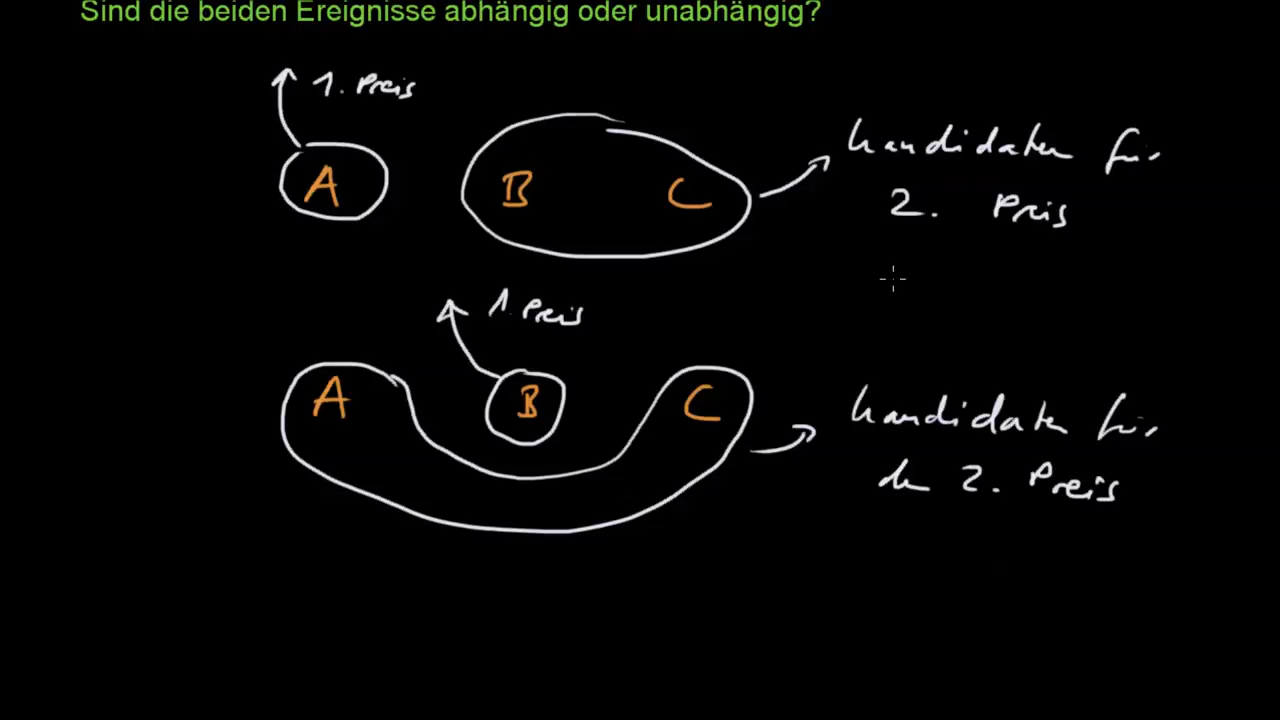 Sind die beiden Ereignisse abhängig oder unabhängig?
1. Preis
A
B
C
Kandidaten für
2. Preis
1. Preis
A
B
C
Kandidaten für
den 2. Preis